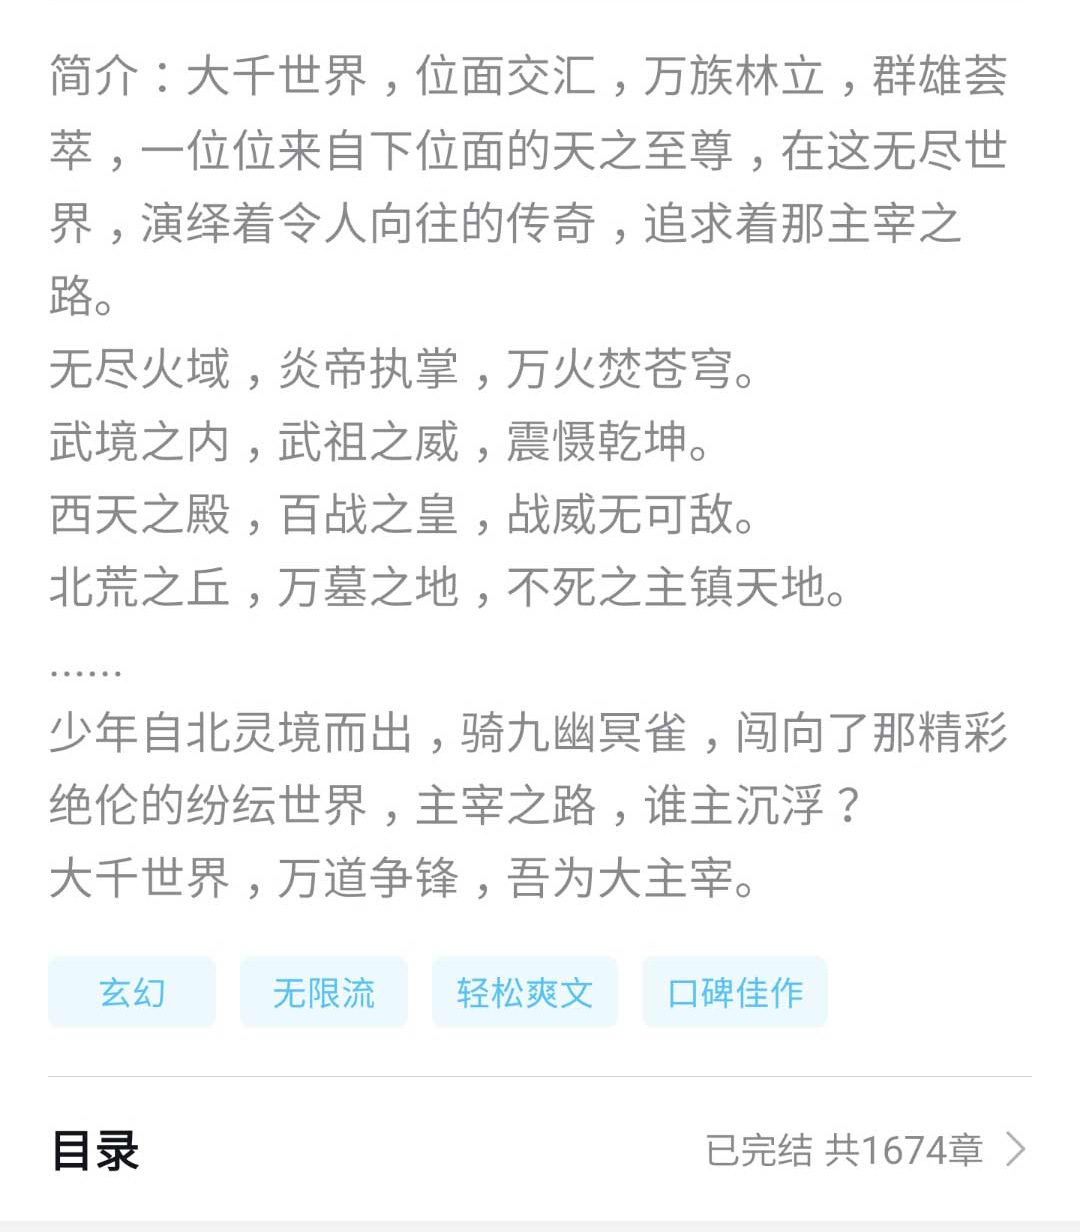 简介：大千世界，位面交汇，万族林立，群雄荟
萃，一位位来自下位面的天之至尊，在这无尽世
界，演绎着令人向往的传奇，追求着那主宰之
路。
无尽火域，炎帝执掌，万火焚苍穹。
武境之内，武祖之威，震慑乾坤。
西天之殿，百战之皇，战威无可敌。
北荒之丘，万墓之地，不死之主镇天地。
......
少年自北灵境而出，骑九幽冥雀，闯向了那精彩
绝伦的纷纭世界，主宰之路，谁主沉浮？
大千世界，万道争锋，吾为大主宰。
玄幻 无限流 轻松爽文 口碑佳作
目录 已完结 共1674章